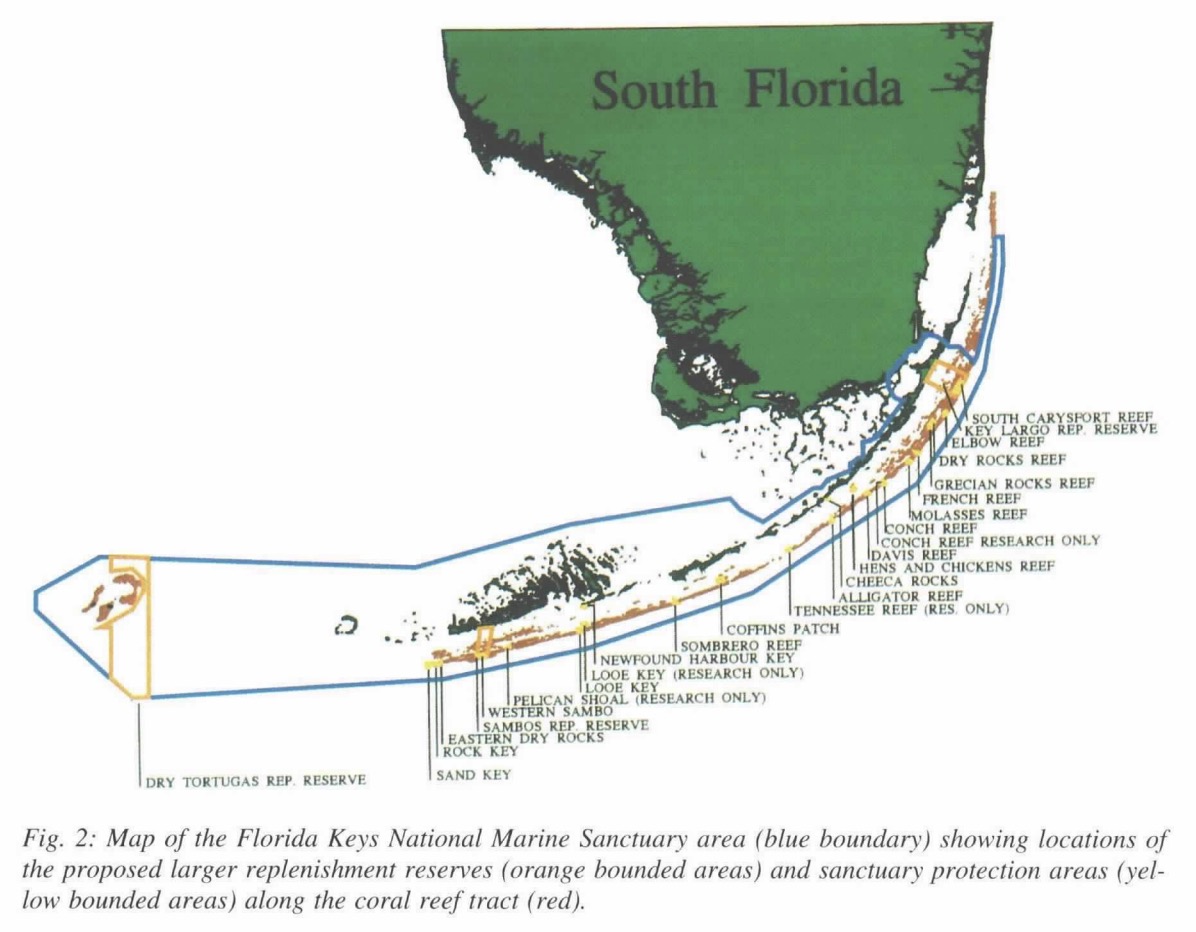 South Florida
SOUTH CARYSFORT REEF
KEY LARGO REP. RESERVE
ELBOW REEF
DRY ROCKS REEF
GRECIAN ROCKS REEF
FRENCH REEF
MOLASSES REEF
CONCH REEF
CONCH REEF RESEARCH ONLY
DAVIS REEF
HENS AND CHICKENS REEF
CHEECA ROCKS
ALLIGATOR REEF
TENNESSEE REEF (RES. ONLY)
COFFINS PATCH
SOMBRERO REEF
NEWFOUND HARBOUR KEY
LOOE KEY (RESEARCH ONLY)
LOOE KEY
PELICAN SHOAL (RESEARCH ONLY)
WESTERN SAMBO
SAMBOS REP. RESERVE
EASTERN DRY ROCKS
ROCK KEY
SAND KEY
DRY TORTUGAS REP. RESERVE
Fig. 2: Map of the Florida Keys National Marine Sanctuary area (blue boundary) showing locations of
the proposed larger replenishment reserves (orange bounded areas) and sanctuary protection areas (yel-
low bounded areas) along the coral reef tract (red).